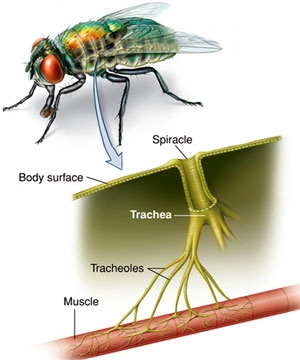 Spiracle
Body surface
Trachea
Tracheoles
Muscle